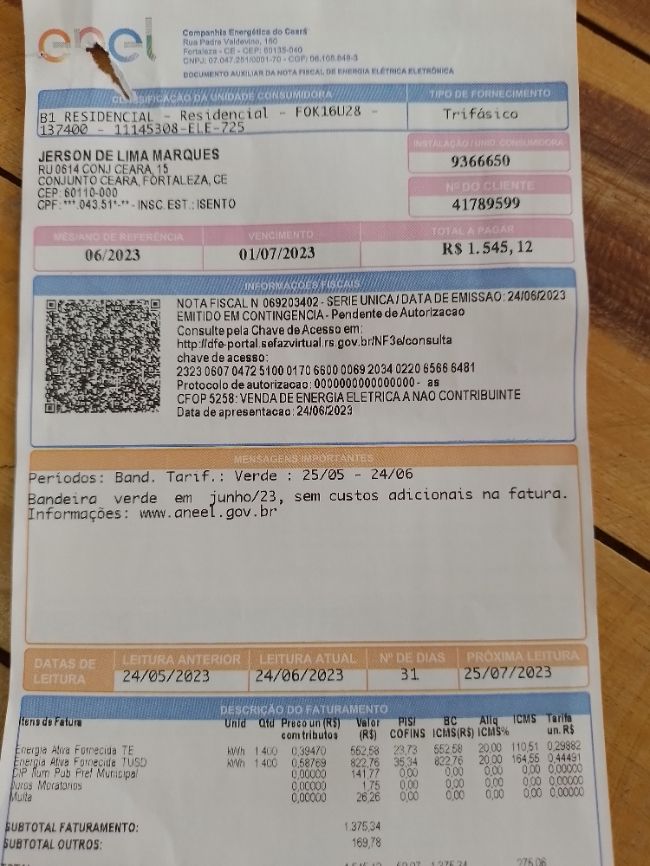 enel
Companhia Energética do Ceará
Rua Padre Valdevino, 150
Fortaleza - CE - CEP: 60135-040
CNPJ: 07.047.251/0001-70 - CGF: 06.105.848-3
DOCUMENTO AUXILIAR DA NOTA FISCAL DE ENERGIA ELÉTRICA ELETRÔNICA
CLASSIFICAÇÃO DA UNIDADE CONSUMIDORA
TIPO DE FORNECIMENTO
B1 RESIDENCIAL - Residencial - FOK16U28 -
137400 - 11145308-ELE-725
Trifásico
JERSON DE LIMA MARQUES
RU 0614 CONJ CEARA, 15
CONJUNTO CEARA, FORTALEZA, CE
CEP: 60110-000
CPF: ***.043.51*-** - INSC. EST.: ISENTO
INSTALAÇÃO / UNID. CONSUMIDORA
9366650
Nº DO CLIENTE
41789599
MÊS/ANO DE REFERÊNCIA
VENCIMENTO
TOTAL A PAGAR
06/2023
01/07/2023
R$ 1.545,12
INFORMAÇÕES FISCAIS
NOTA FISCAL N 069203402 - SERIE UNICA / DATA DE EMISSAO: 24/06/2023
EMITIDO EM CONTINGENCIA - Pendente de Autorizacao
Consulte pela Chave de Acesso em:
http://dfe-portal.sefazvirtual.rs.gov.br/NF3e/consulta
chave de acesso:
2323 0607 0472 5100 0170 6600 0069 2034 0220 6566 6481
Protocolo de autorizacao: 0000000000000000 - as
CFOP 5258: VENDA DE ENERGIA ELETRICA A NAO CONTRIBUINTE
Data de apresentacao: 24/06/2023
MENSAGENS IMPORTANTES
Períodos: Band. Tarif.: Verde : 25/05 - 24/06
Bandeira verde em junho/23, sem custos adicionais na fatura.
Informações: www.aneel.gov.br
DATAS DE LEITURA
LEITURA ANTERIOR
LEITURA ATUAL
Nº DE DIAS
PRÓXIMA LEITURA
24/05/2023
24/06/2023
31
25/07/2023
DESCRIÇÃO DO FATURAMENTO
Itens de Fatura Unid Qtd Preco un (R$) com tributos Valor (R$) PIS/ COFINS BC ICMS(R$) Aliq ICMS% ICMS Tarifa un. R$
Energia Ativa Fornecida TE kWh 1.400 0,39470 552,58 23,73 552,58 20,00 110,51 0,29882
Energia Ativa Fornecida TUSD kWh 1.400 0,58769 822,76 35,34 822,76 20,00 164,55 0,44491
CIP Ilum Pub Pref Municipal 0,00000 141,77 0,00 0,00 0,00 0,00 0,00000
Juros Moratorios 0,00000 1,75 0,00 0,00 0,00 0,00 0,00000
Multa 0,00000 26,26 0,00 0,00 0,00 0,00 0,00000
SUBTOTAL FATURAMENTO: 1.375,34
SUBTOTAL OUTROS: 169,78